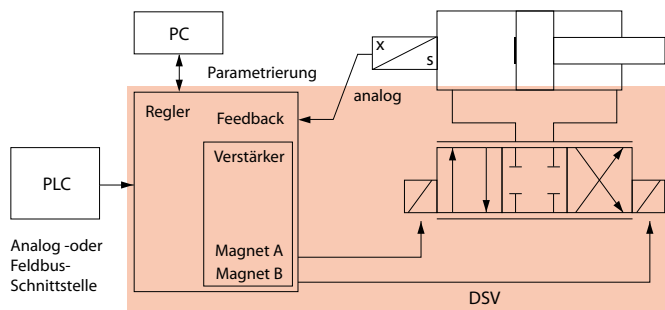 PC
Parametrierung
x
s
analog
Regler
Feedback
Verstärker
PLC
Analog -oder
Feldbus-
Schnittstelle
Magnet A
Magnet B
DSV